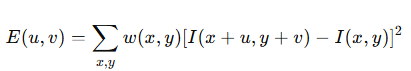 E(u, v) = ∑_{x,y} w(x, y)[I(x + u, y + v) − I(x, y)]²